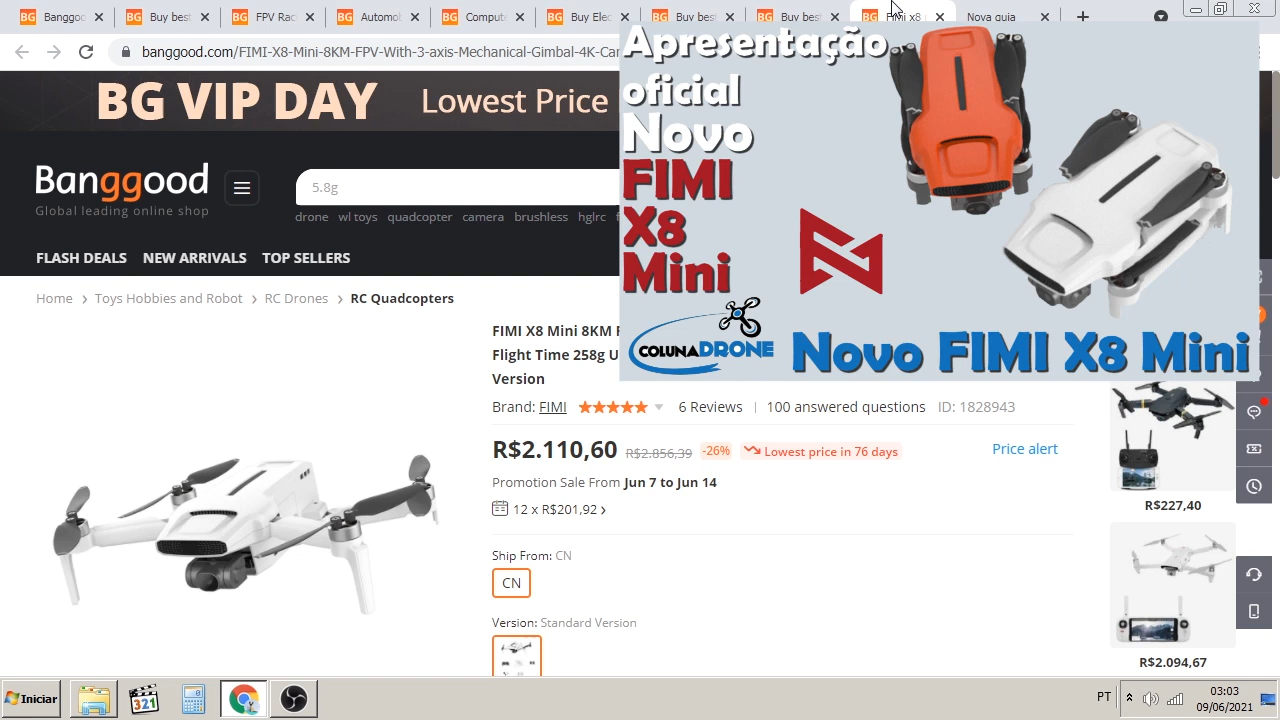 Banggoo
Buy best
FPV Rac
Automol
Compute
Buy Elec
Buy best
Buy best
Fimi x8
Nova guia
banggood.com/FIMI-X8-Mini-8KM-FPV-With-3-axis-Mechanical-Gimbal-4K-Car
BG VIP DAY Lowest Price
Banggood
Global leading online shop
5.8g
drone wl toys quadcopter camera brushless hglrc
FLASH DEALS NEW ARRIVALS TOP SELLERS
Home > Toys Hobbies and Robot > RC Drones > RC Quadcopters
Apresentação
oficial
Novo
FIMI
X8
Mini
COLUNADRONE
Novo FIMI X8 Mini
FIMI X8 Mini 8KM F
Flight Time 258g U
Version
Brand: FIMI 6 Reviews | 100 answered questions ID: 1828943
R$2.110,60 R$2.856,39 -26% Lowest price in 76 days Price alert
Promotion Sale From Jun 7 to Jun 14
12 x R$201,92 >
Ship From: CN
CN
Version: Standard Version
R$227,40
R$2.094,67
Iniciar
321
PT
03:03
09/06/2021